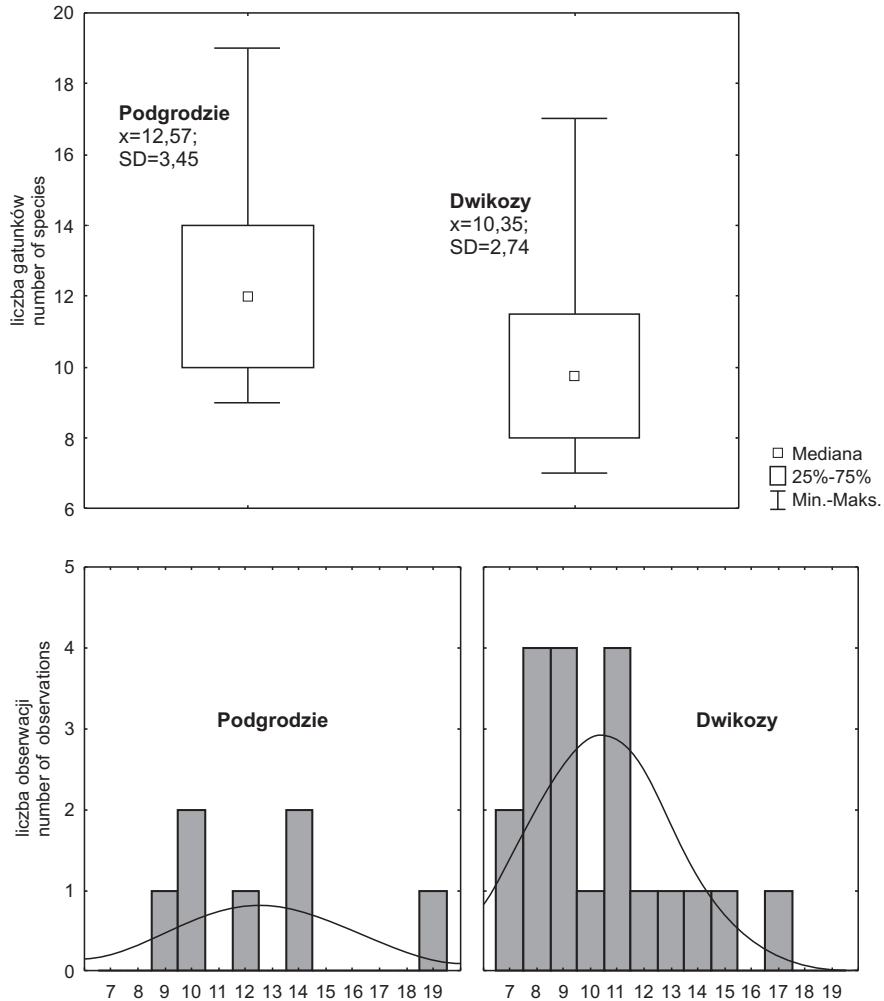 20
18
16
14
12
10
8
6
liczba gatunków
number of species
Podgrodzie
x=12,57;
SD=3,45
Dwikozy
x=10,35;
SD=2,74
Mediana
25%-75%
Min.-Maks.
5
4
3
2
1
0
liczba obserwacji
number of observations
Podgrodzie
7 8 9 10 11 12 13 14 15 16 17 18 19
Dwikozy
7 8 9 10 11 12 13 14 15 16 17 18 19